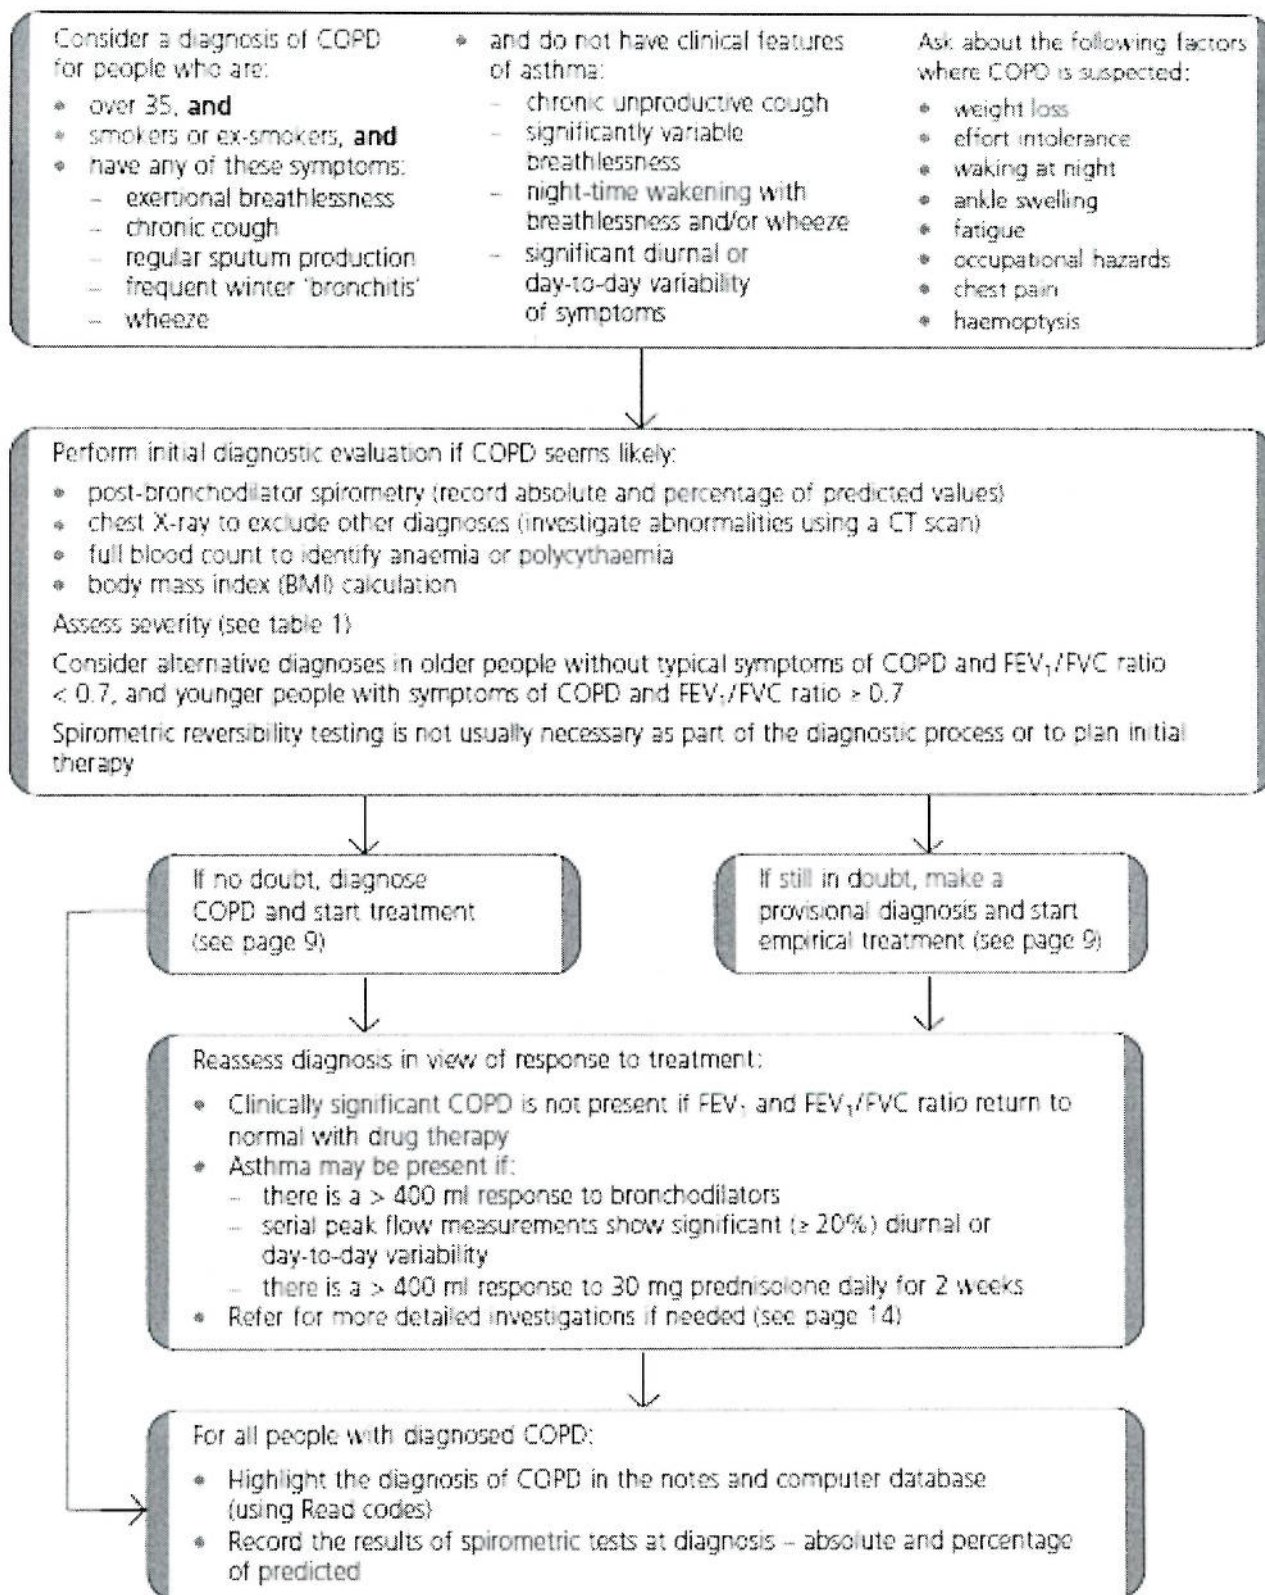 Consider a diagnosis of COPD
for people who are:
• over 35, and
• smokers or ex-smokers, and
• have any of these symptoms:
– exertional breathlessness
– chronic cough
– regular sputum production
– frequent winter 'bronchitis'
– wheeze
• and do not have clinical features
of asthma:
– chronic unproductive cough
– significantly variable
breathlessness
– night-time wakening with
breathlessness and/or wheeze
– significant diurnal or
day-to-day variability
of symptoms
Ask about the following factors
where COPD is suspected:
• weight loss
• effort intolerance
• waking at night
• ankle swelling
• fatigue
• occupational hazards
• chest pain
• haemoptysis
Perform initial diagnostic evaluation if COPD seems likely:
• post-bronchodilator spirometry (record absolute and percentage of predicted values)
• chest X-ray to exclude other diagnoses (investigate abnormalities using a CT scan)
• full blood count to identify anaemia or polycythaemia
• body mass index (BMI) calculation
Assess severity (see table 1)
Consider alternative diagnoses in older people without typical symptoms of COPD and FEV₁/FVC ratio
< 0.7, and younger people with symptoms of COPD and FEV₁/FVC ratio ≥ 0.7
Spirometric reversibility testing is not usually necessary as part of the diagnostic process or to plan initial
therapy
If no doubt, diagnose
COPD and start treatment
(see page 9)
If still in doubt, make a
provisional diagnosis and start
empirical treatment (see page 9)
Reassess diagnosis in view of response to treatment:
• Clinically significant COPD is not present if FEV₁ and FEV₁/FVC ratio return to
normal with drug therapy
• Asthma may be present if:
– there is a > 400 ml response to bronchodilators
– serial peak flow measurements show significant (≥ 20%) diurnal or
day-to-day variability
– there is a > 400 ml response to 30 mg prednisolone daily for 2 weeks
• Refer for more detailed investigations if needed (see page 14)
For all people with diagnosed COPD:
• Highlight the diagnosis of COPD in the notes and computer database
(using Read codes)
• Record the results of spirometric tests at diagnosis – absolute and percentage
of predicted